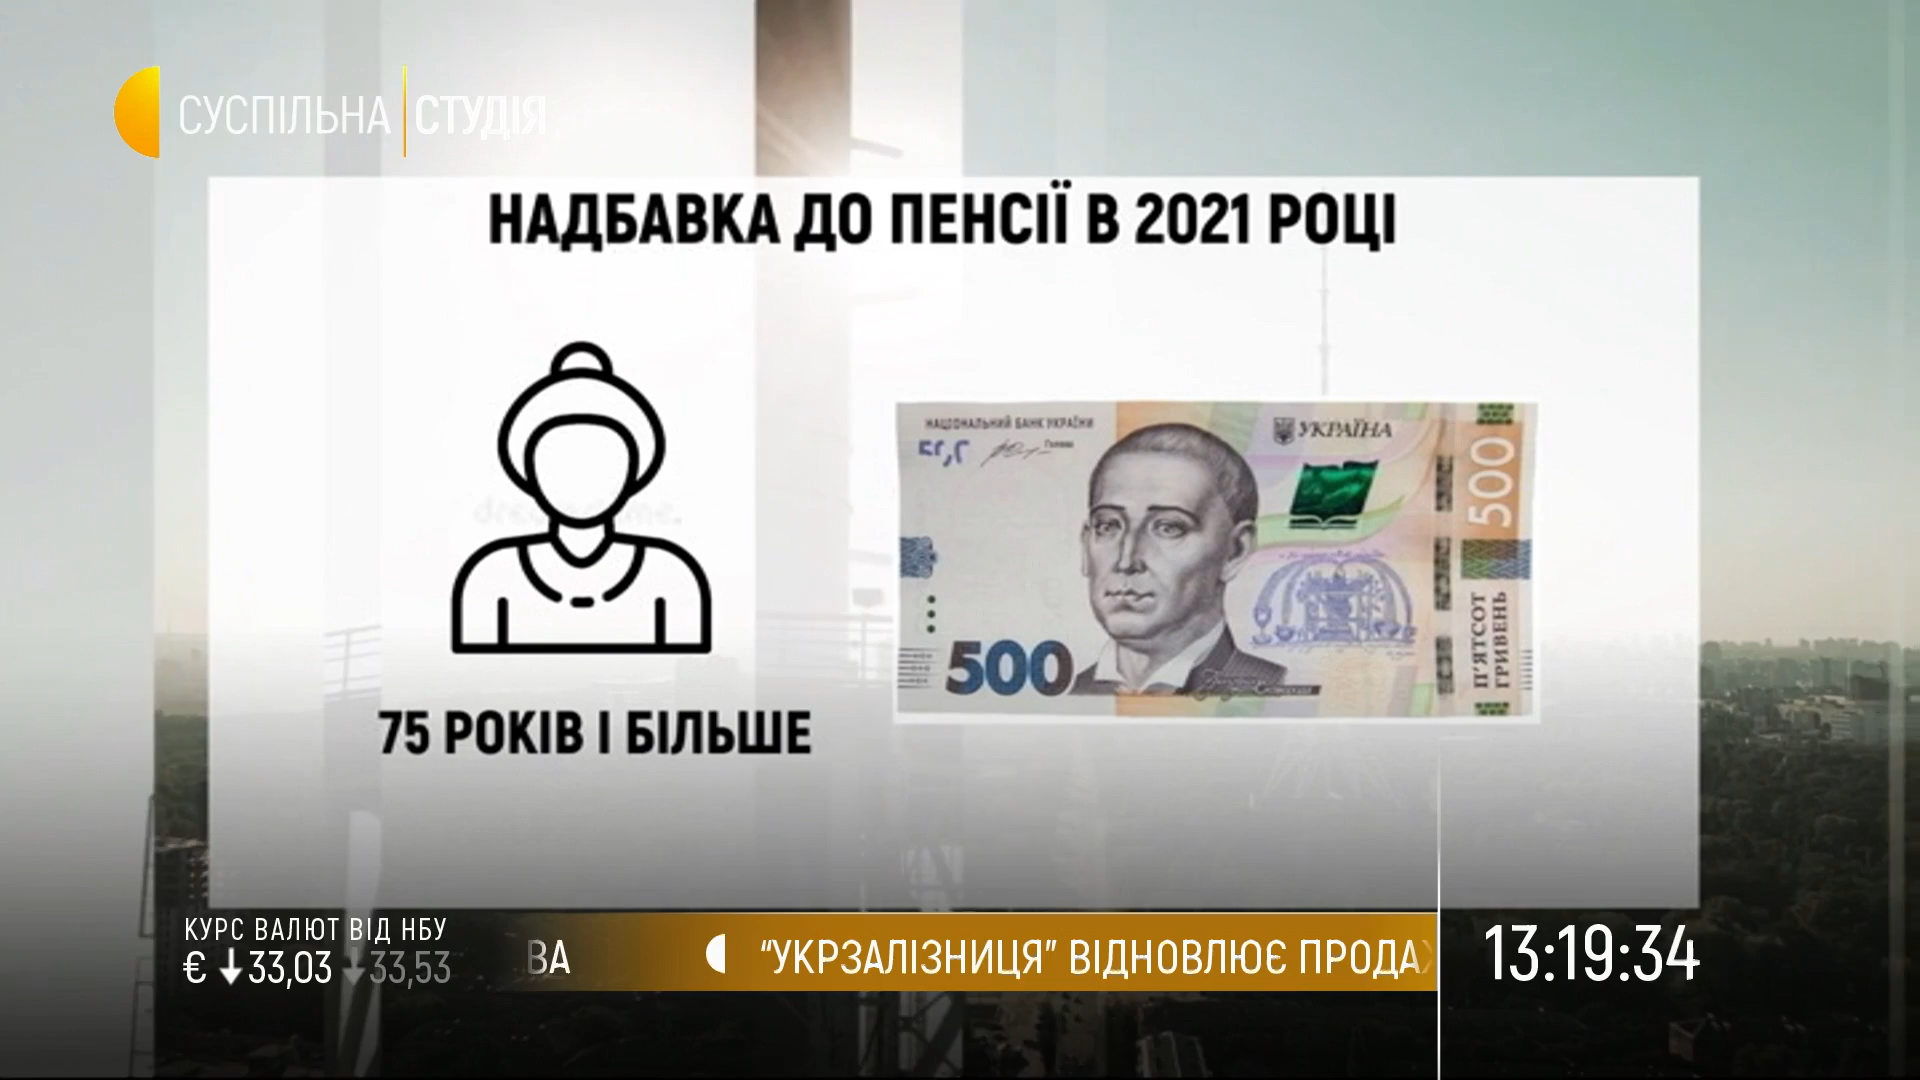 СУСПІЛЬНА СТУДІЯ
НАДБАВКА ДО ПЕНСІЇ В 2021 РОЦІ
НАЦІОНАЛЬНИЙ БАНК УКРАЇНИ
Голова
УКРАЇНА
500
П'ЯТСОТ
ГРИВЕНЬ
500
75 РОКІВ І БІЛЬШЕ
КУРС ВАЛЮТ ВІД НБУ
€ ↓33,03 ↓33,53
ВА “УКРЗАЛІЗНИЦЯ” ВІДНОВЛЮЄ ПРОДА
13:19:34